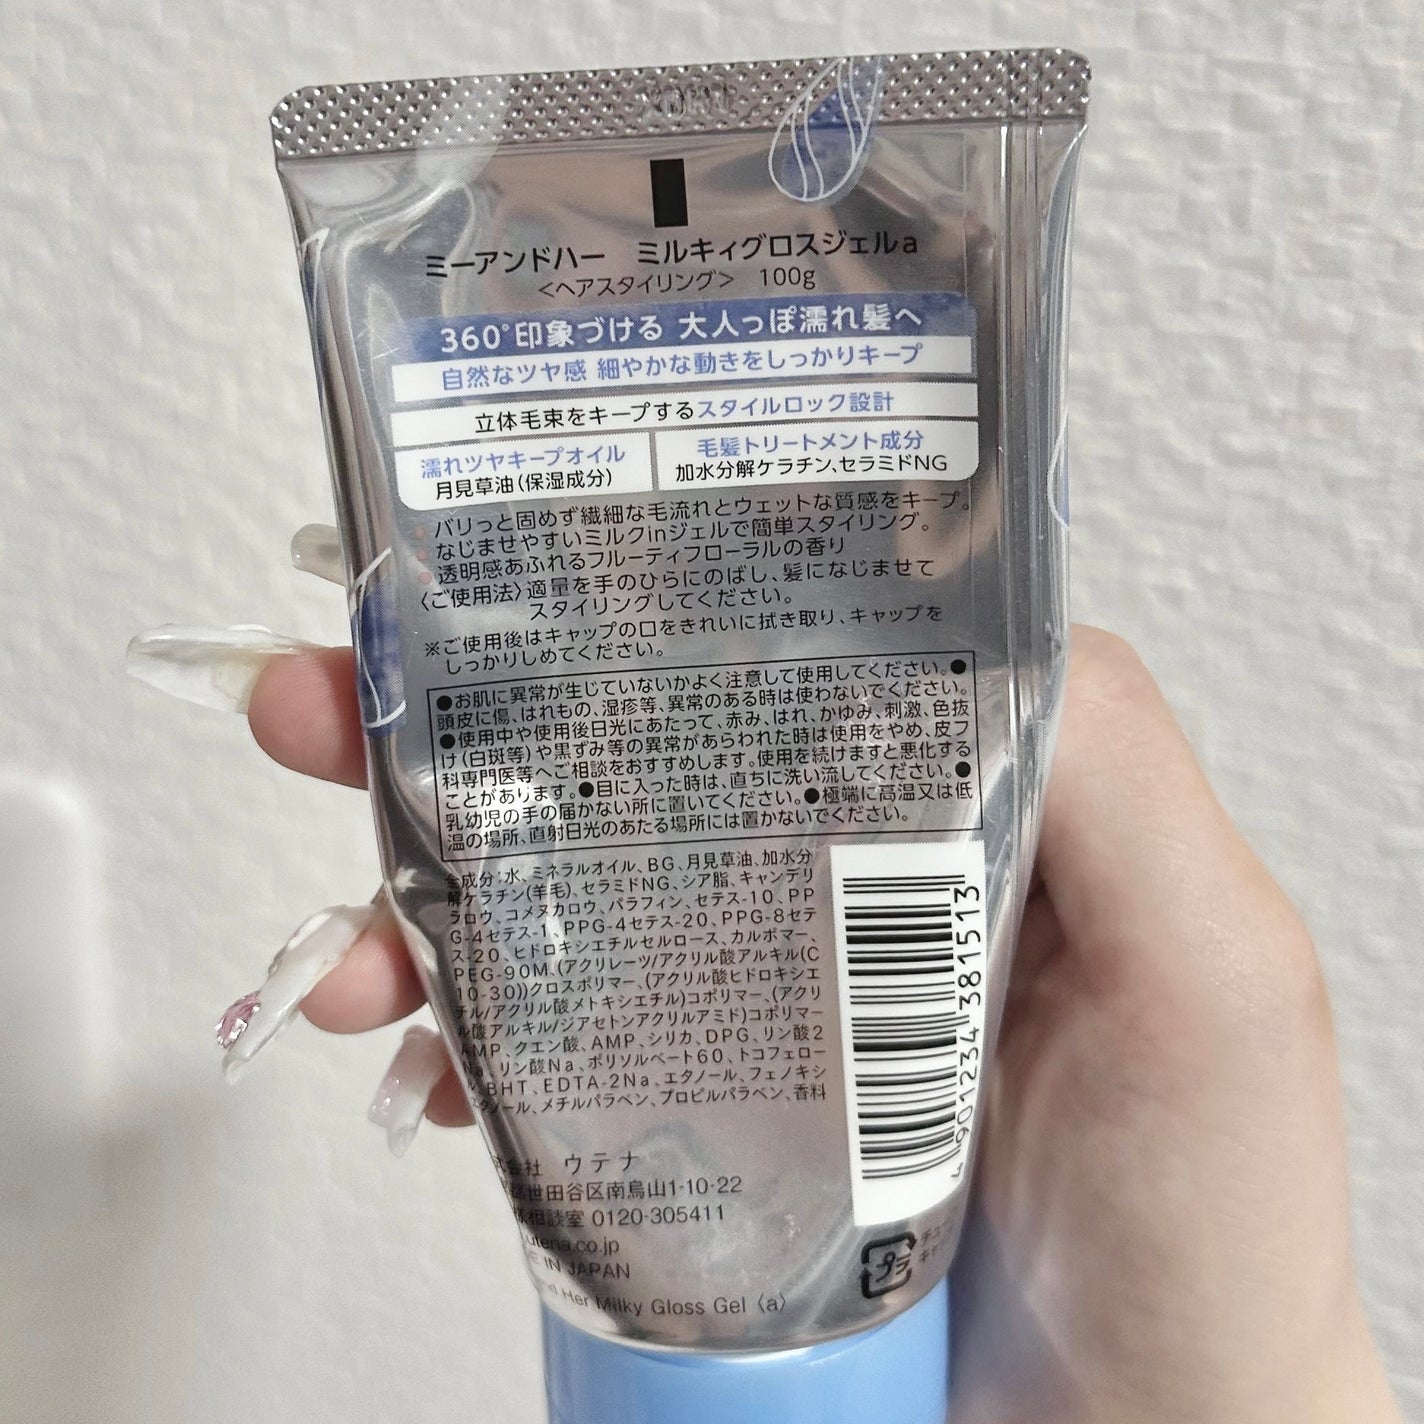 ミーアンドハー ミルキィグロスジェルa
<ヘアスタイリング> 100g
360°印象づける 大人っぽ濡れ髪へ
自然なツヤ感 細やかな動きをしっかりキープ
立体毛束をキープするスタイルロック設計
濡れツヤキープオイル
月見草油(保湿成分)
毛髪トリートメント成分
加水分解ケラチン、セラミドNG
●バリっと固めず繊細な毛流れとウェットな質感をキープ。
●なじませやすいミルクinジェルで簡単スタイリング。
●透明感あふれるフルーティフローラルの香り
〈ご使用法〉適量を手のひらにのばし、髪になじませて
スタイリングしてください。
※ご使用後はキャップの口をきれいに拭き取り、キャップを
しっかりしめてください。
●お肌に異常が生じていないかよく注意して使用してください。●
頭皮に傷、はれもの、湿疹等、異常のある時は使わないでください。
●使用中や使用後日光にあたって、赤み、はれ、かゆみ、刺激、色抜
け(白斑等)や黒ずみ等の異常があらわれた時は使用をやめ、皮フ
科専門医等へご相談をおすすめします。使用を続けますと悪化する
ことがあります。●目に入った時は、直ちに洗い流してください。●
乳幼児の手の届かない所に置いてください。●極端に高温又は低
温の場所、直射日光のあたる場所には置かないでください。
全成分:水、ミネラルオイル、BG、月見草油、加水分
解ケラチン(羊毛)、セラミドNG、シア脂、キャンデリ
ラロウ、コメヌカロウ、パラフィン、セテス-10、PP
G-4セテス-1、PPG-4セテス-20、PPG-8セテ
ス-20、ヒドロキシエチルセルロース、カルボマー、
PEG-90M、(アクリレーツ/アクリル酸アルキル(C
10-30))クロスポリマー、(アクリル酸ヒドロキシエ
チル/アクリル酸メトキシエチル)コポリマー、(アクリ
ル酸アルキル/ジアセトンアクリルアミド)コポリマー
AMP、クエン酸、AMP、シリカ、DPG、リン酸2
Na、リン酸Na、ポリソルベート60、トコフェロー
ル、BHT、EDTA-2Na、エタノール、フェノキシ
エタノール、メチルパラベン、プロピルパラベン、香料
4 901234 381513
式会社 ウテナ
都世田谷区南烏山1-10-22
様相談室 0120-305411
utena.co.jp
E IN JAPAN
d Her Milky Gloss Gel 〈a〉
プラ
チュー
キャ